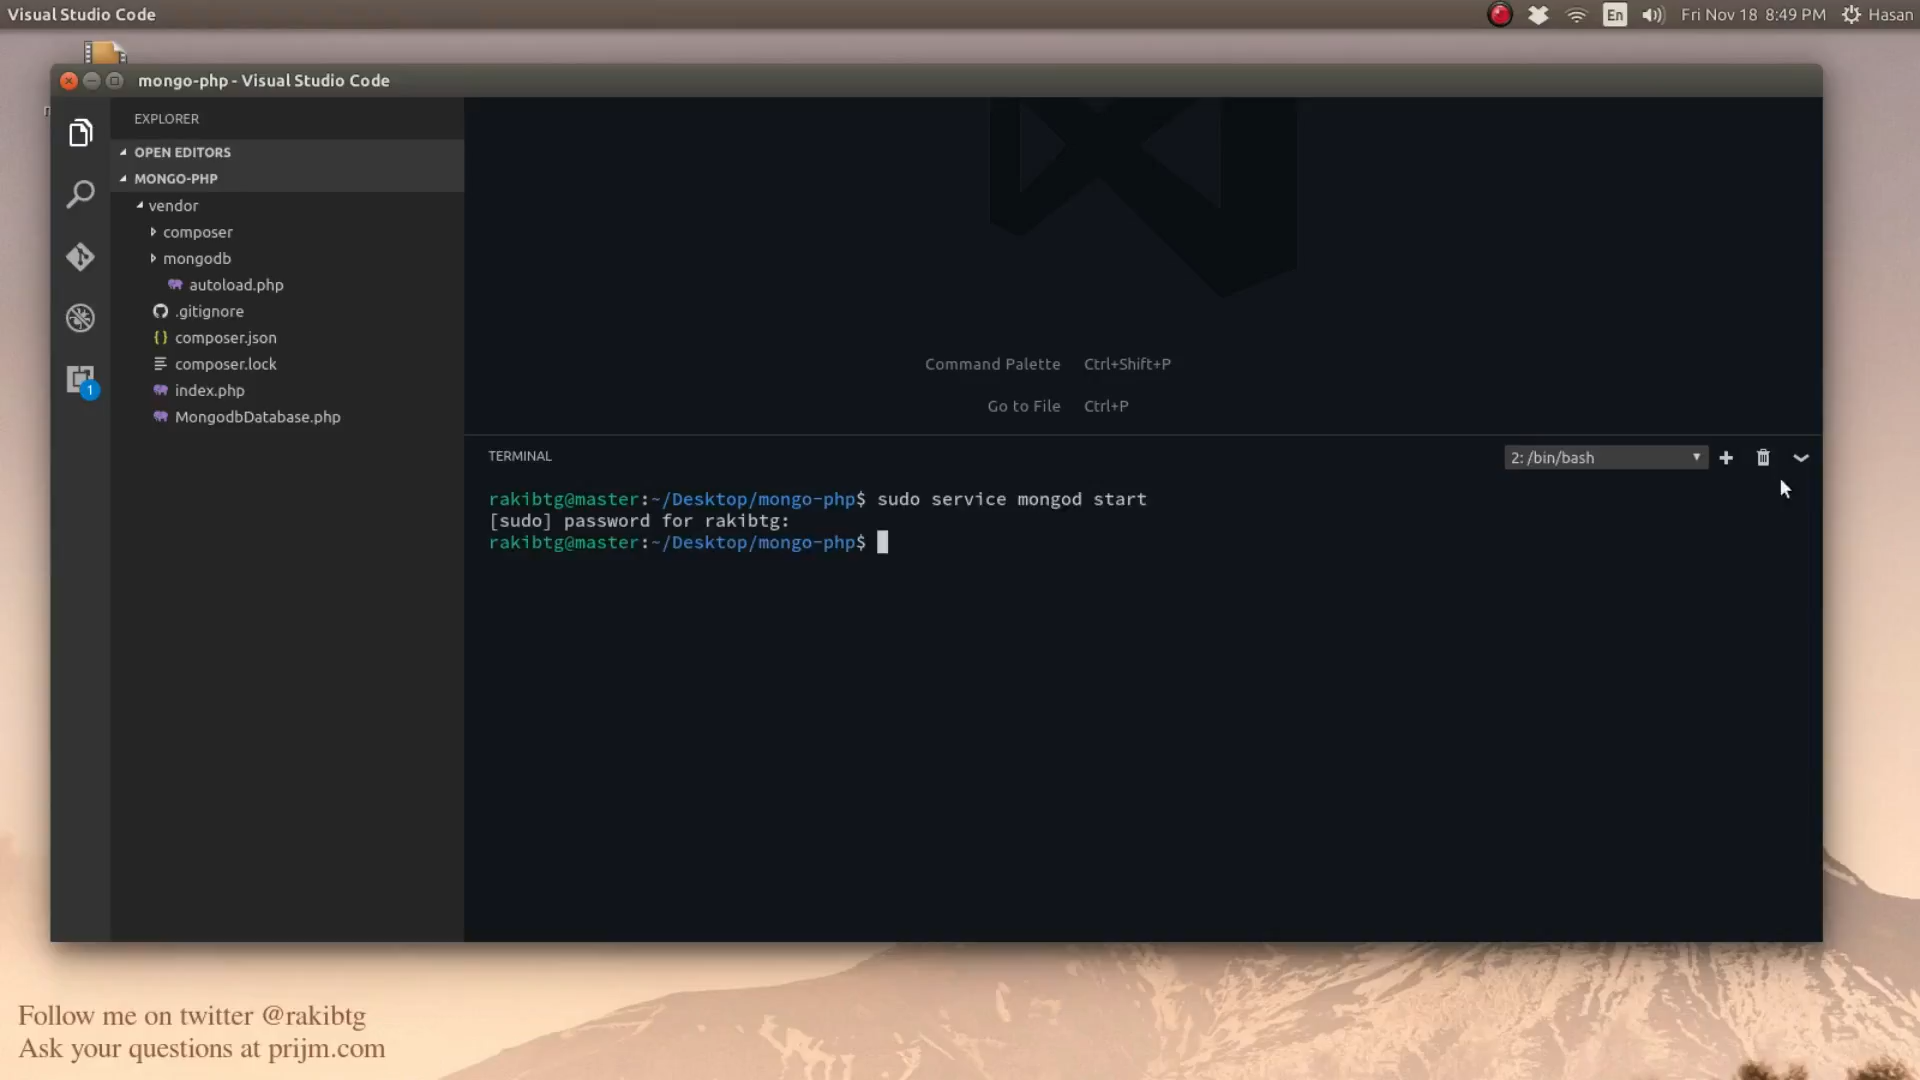 Visual Studio Code
En
Fri Nov 18 8:49 PM
Hasan
mongo-php - Visual Studio Code
EXPLORER
OPEN EDITORS
MONGO-PHP
vendor
composer
mongodb
autoload.php
.gitignore
{} composer.json
composer.lock
index.php
MongodbDatabase.php
1
Command Palette Ctrl+Shift+P
Go to File Ctrl+P
TERMINAL
2: /bin/bash
rakibtg@master:~/Desktop/mongo-php$ sudo service mongod start
[sudo] password for rakibtg:
rakibtg@master:~/Desktop/mongo-php$
Follow me on twitter @rakibtg
Ask your questions at prijm.com